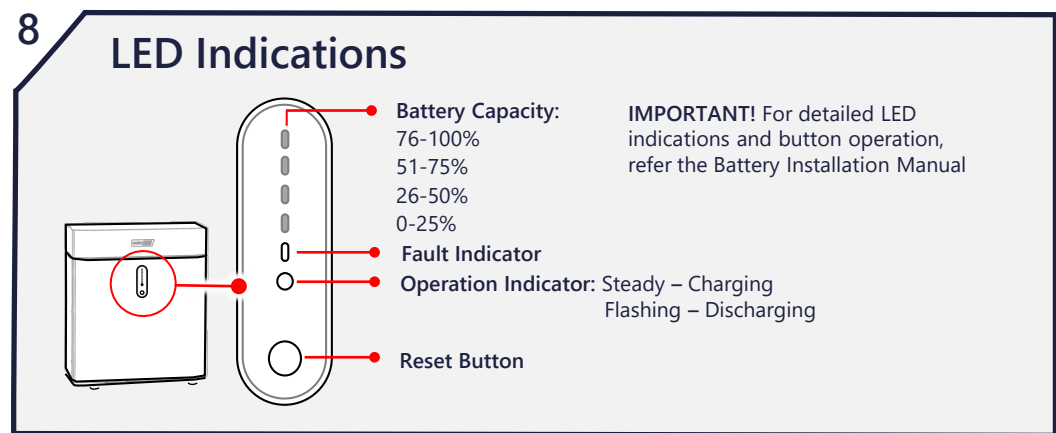 8
LED Indications
Battery Capacity:
76-100%
51-75%
26-50%
0-25%
Fault Indicator
Operation Indicator: Steady – Charging
Flashing – Discharging
Reset Button
IMPORTANT! For detailed LED
indications and button operation,
refer the Battery Installation Manual